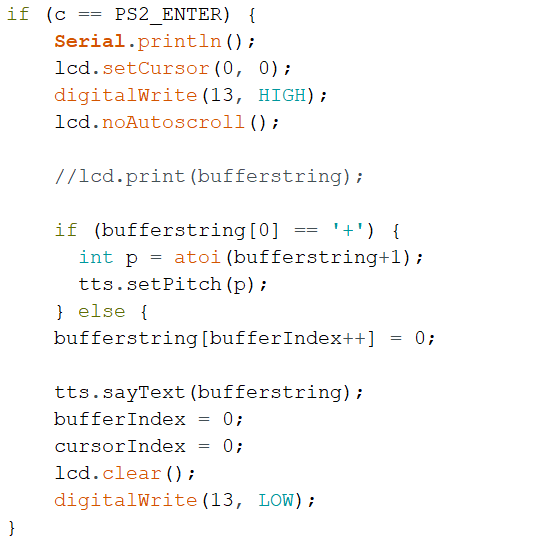 if (c == PS2_ENTER) {
    Serial.println();
    lcd.setCursor(0, 0);
    digitalWrite(13, HIGH);
    lcd.noAutoscroll();

    //lcd.print(bufferstring);

    if (bufferstring[0] == '+') {
      int p = atoi(bufferstring+1);
      tts.setPitch(p);
    } else {
    bufferstring[bufferIndex++] = 0;

    tts.sayText(bufferstring);
    bufferIndex = 0;
    cursorIndex = 0;
    lcd.clear();
    digitalWrite(13, LOW);
}